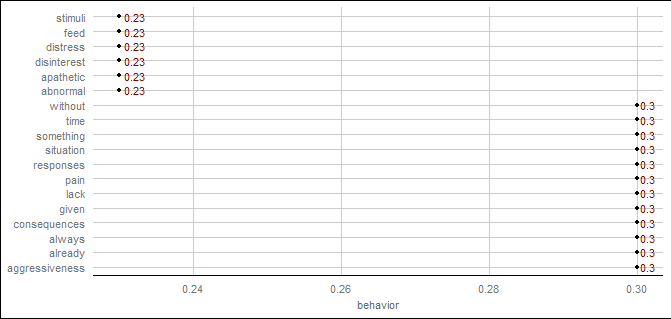 stimuli 0.23
feed 0.23
distress 0.23
disinterest 0.23
apathetic 0.23
abnormal 0.23
without 0.3
time 0.3
something 0.3
situation 0.3
responses 0.3
pain 0.3
lack 0.3
given 0.3
consequences 0.3
always 0.3
already 0.3
aggressiveness 0.3
0.24 0.26 0.28 0.30
behavior